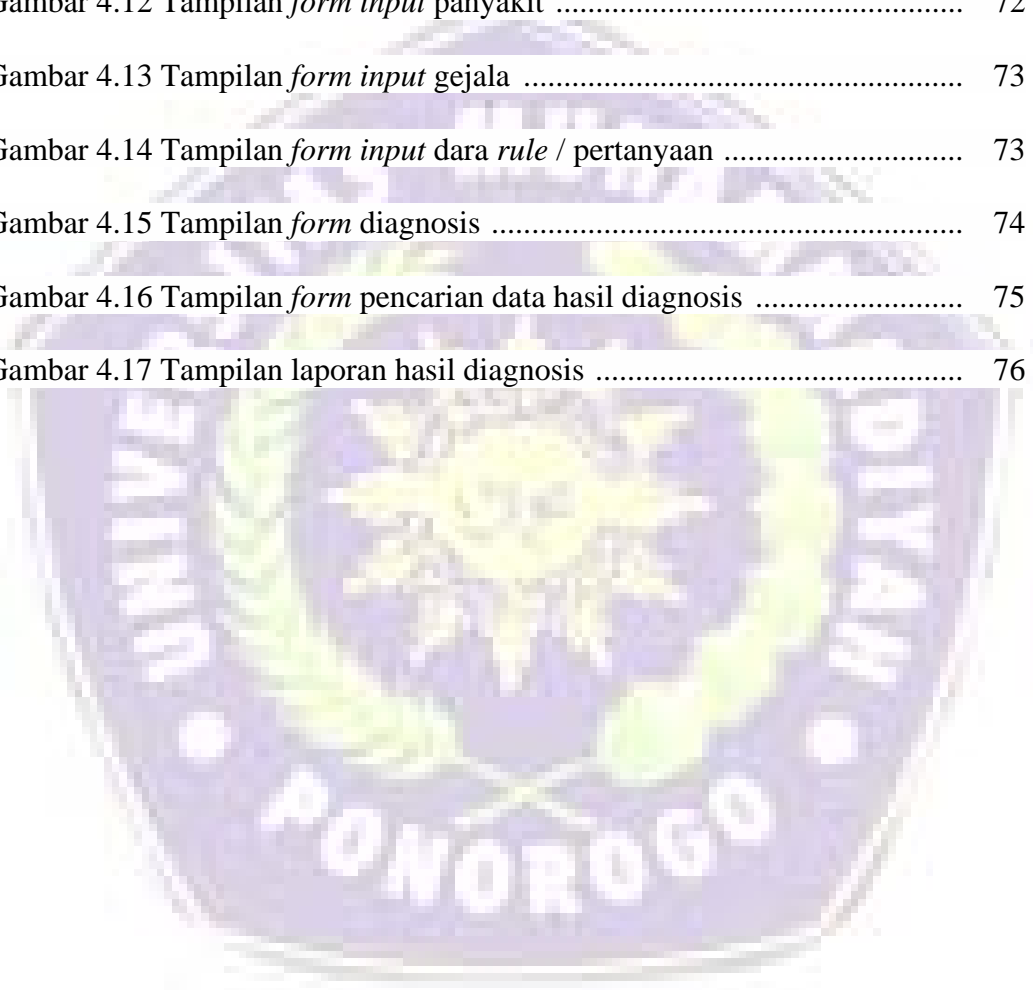 Gambar 4.12 Tampilan form input panyakit ................................................. 72
Gambar 4.13 Tampilan form input gejala ..................................................... 73
Gambar 4.14 Tampilan form input dara rule / pertanyaan ............................. 73
Gambar 4.15 Tampilan form diagnosis ......................................................... 74
Gambar 4.16 Tampilan form pencarian data hasil diagnosis ......................... 75
Gambar 4.17 Tampilan laporan hasil diagnosis ............................................ 76
PONOROGO